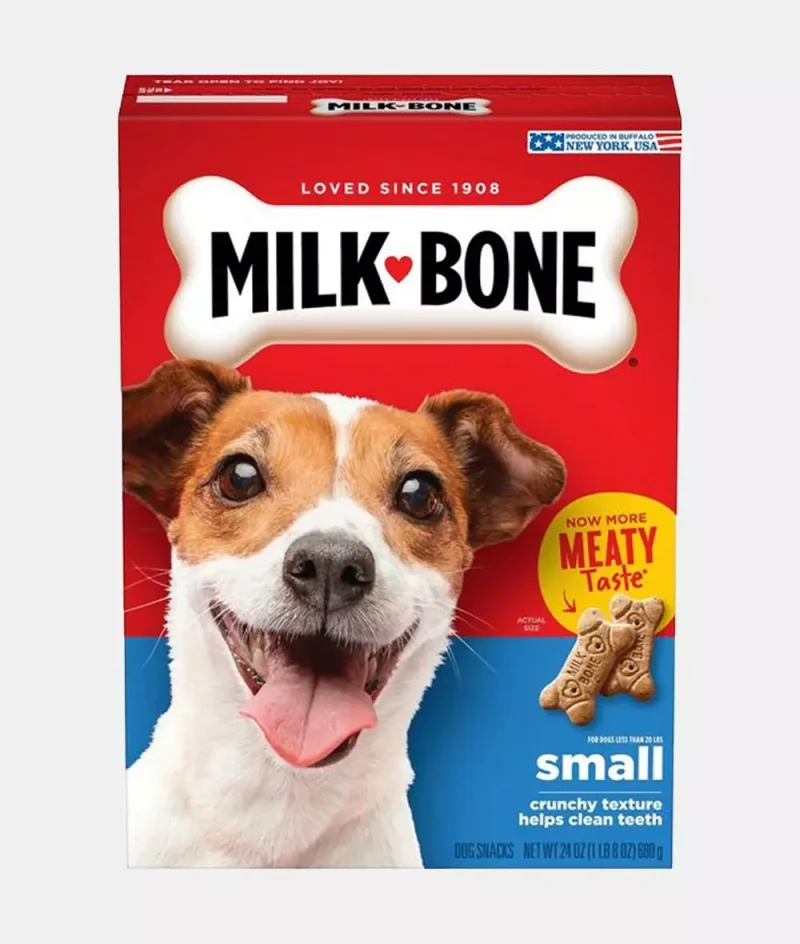 TEAR OPEN TO FIND JOY!
MILK BONE
PRODUCED IN BUFFALO
NEW YORK, USA
LOVED SINCE 1908
MILK BONE
®
NOW MORE
MEATY
Taste*
ACTUAL
SIZE
MILK
BONE
BONE
FOR DOGS LESS THAN 20 LBS
small
crunchy texture
helps clean teeth
DOG SNACKS NET WT 24 OZ (1 LB 8 OZ) 680 g